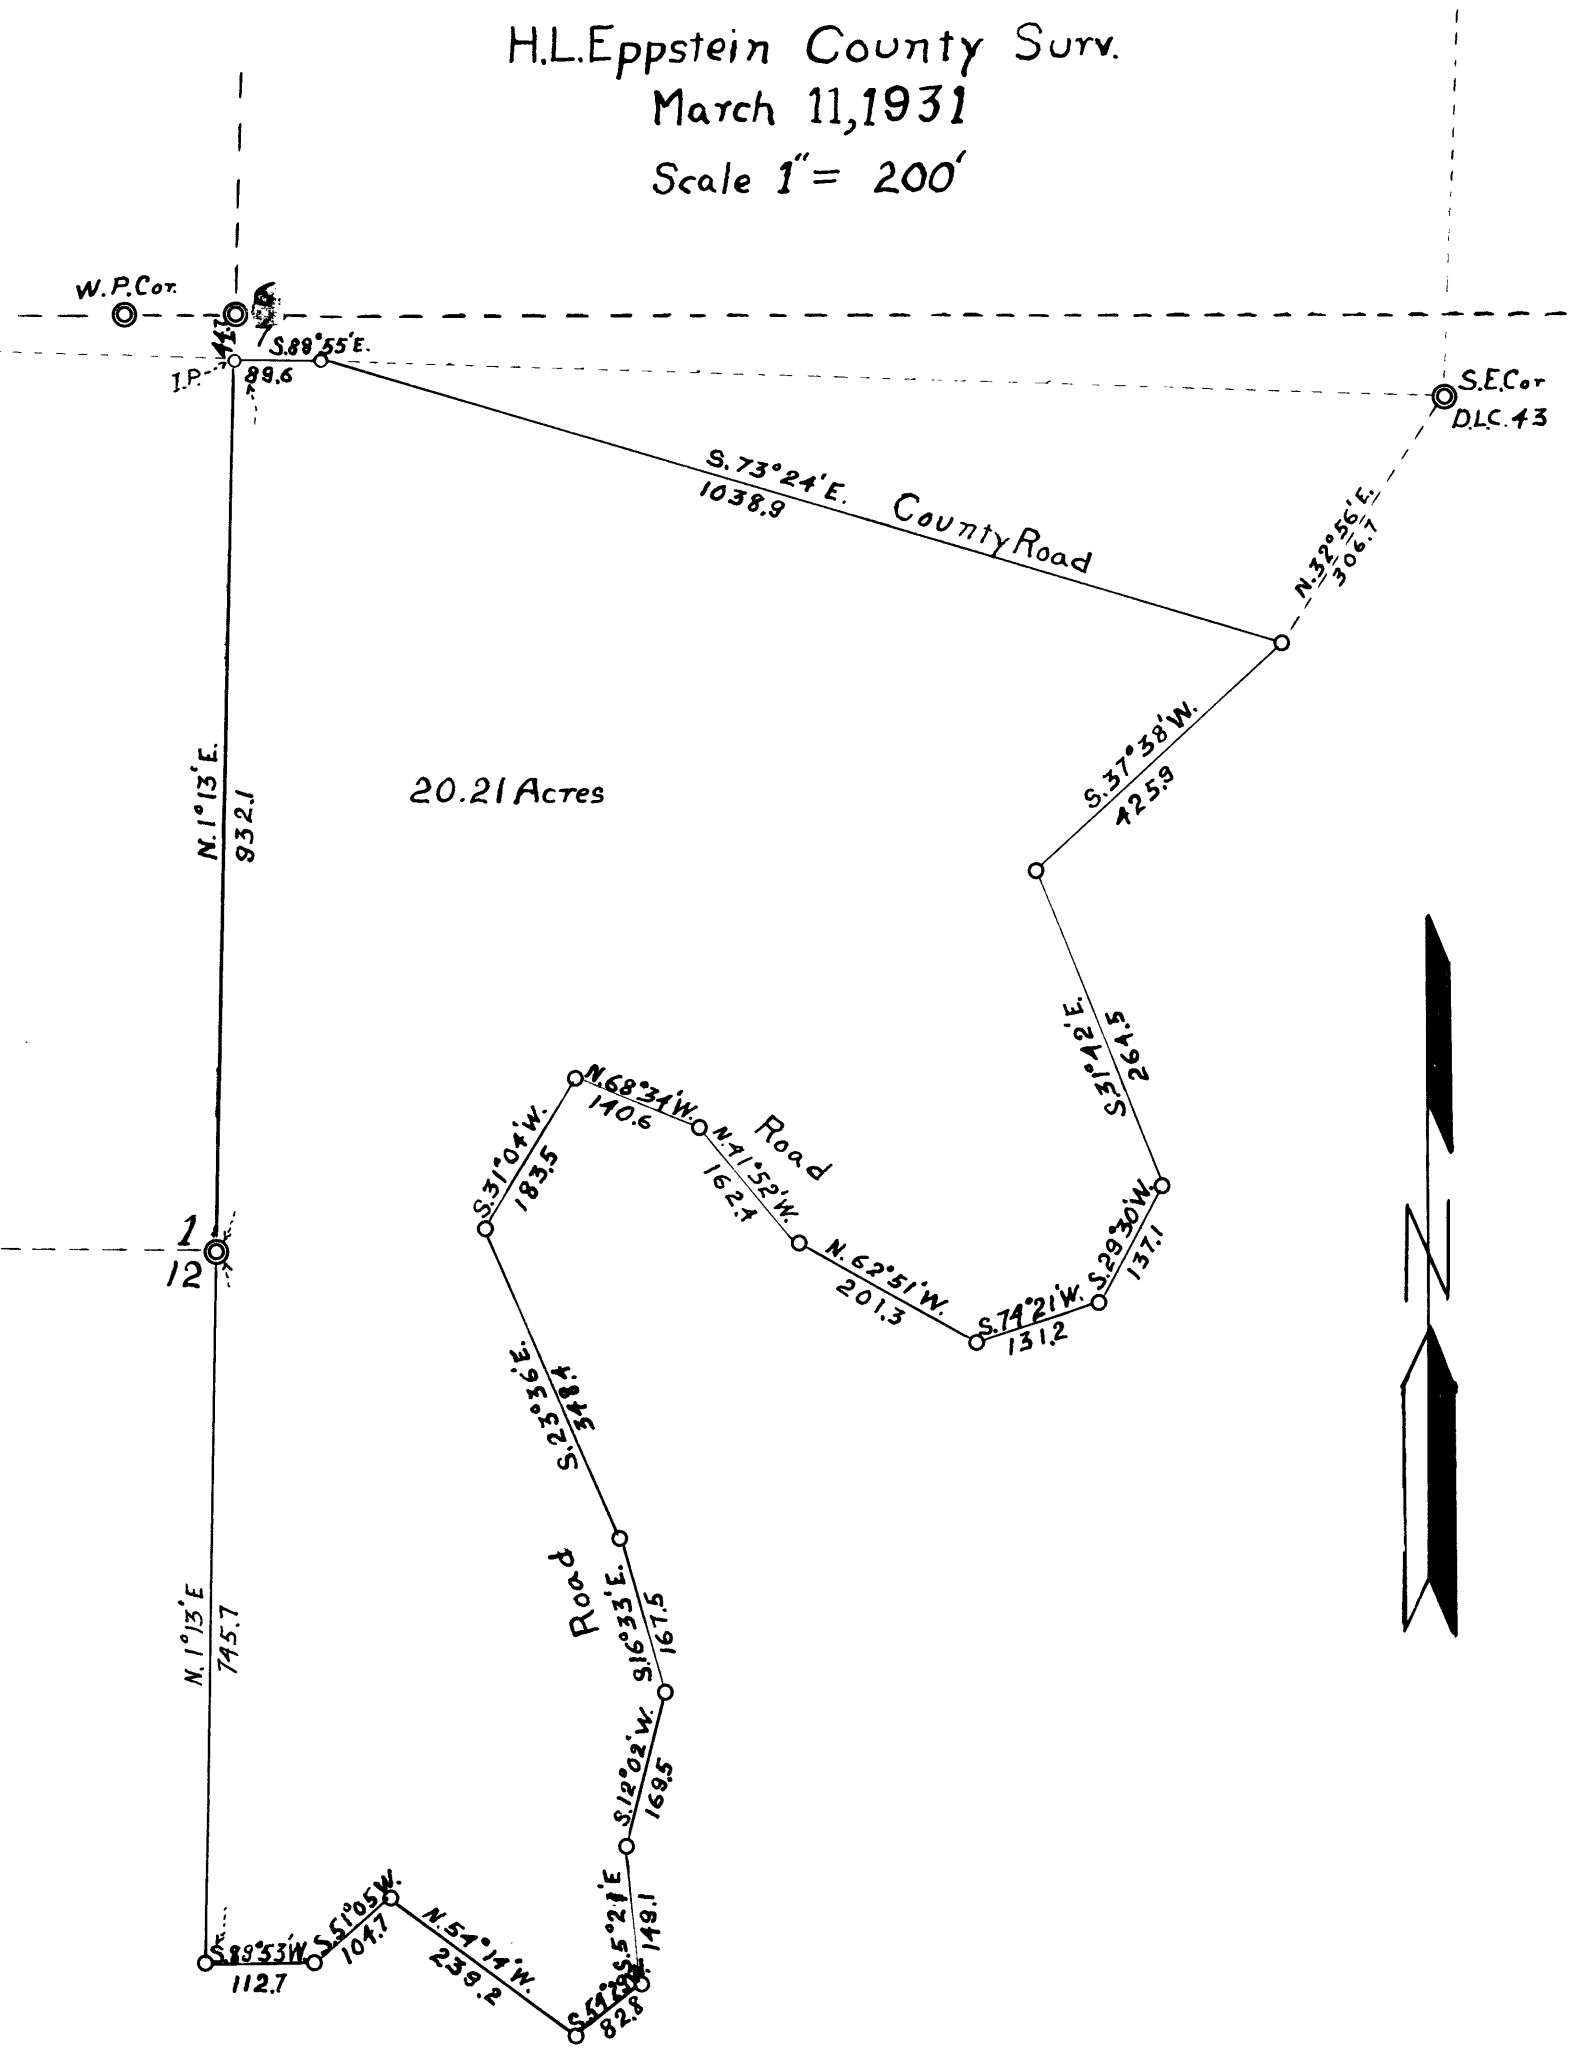 H.L.Eppstein County Surv.
March 11,1931
Scale 1" = 200'
W.P.Cor.
6
7
44.7
S.88°55'E.
I.P.
89.6
S.E.Cor
D.L.C. 43
S.73°24'E.
1038.9
County Road
N.32°56'E.
306.7
S.37°38'W.
425.9
N.1°13'E.
932.1
20.21 Acres
S.31°42'E.
264.5
N.68°34'W.
140.6
Road
S.31°04'W.
183.5
N.41°52'W.
162.4
S.29°30'W.
137.1
N.62°51'W.
201.3
S.74°21'W.
131.2
1
12
N
S.23°36'E.
348.4
Road
S.16°33'E.
167.5
N.1°13'E
745.7
S.12°02'W.
169.5
S.5°21'E
149.1
S.51°05'W.
104.7
N.54°14'W.
239.2
S.89°53'W.
112.7
82.8